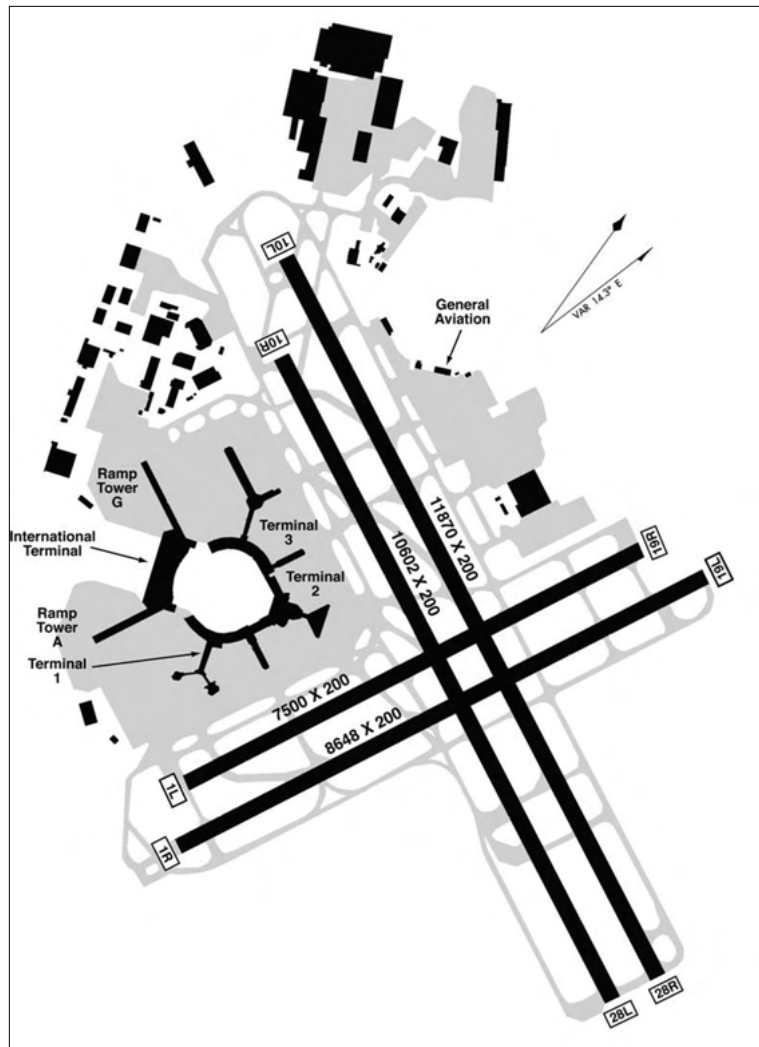 10L
10R
VAR 14.3° E
General
Aviation
Ramp
Tower
G
International
Terminal
Terminal
3
Terminal
2
Ramp
Tower
A
Terminal
1
11870 X 200
10602 X 200
19R
19L
7500 X 200
8648 X 200
1L
1R
28L
28R